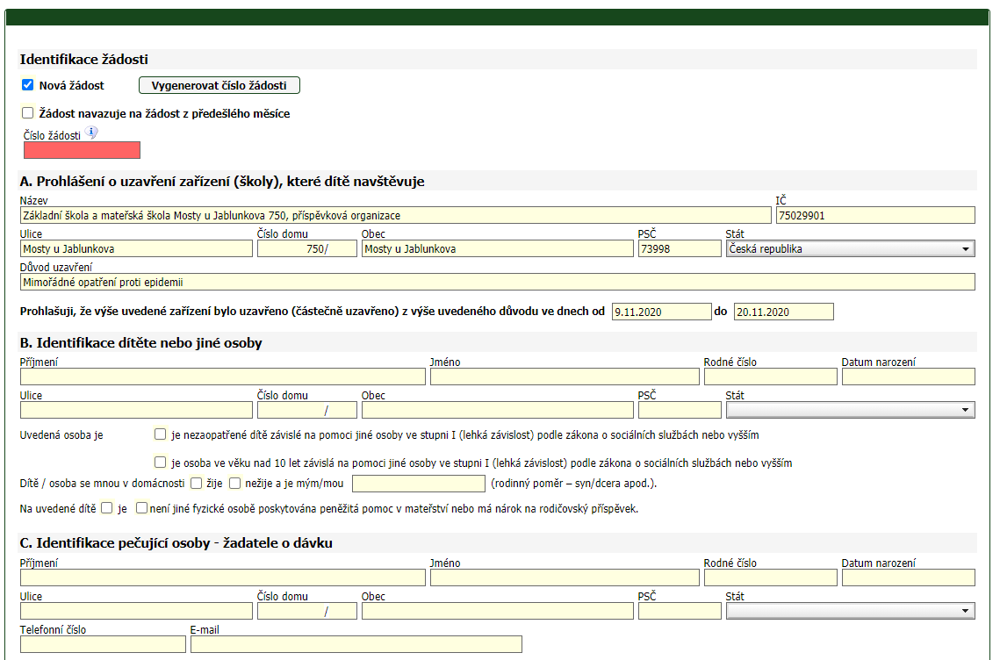 Identifikace žádosti
Nová žádost Vygenerovat číslo žádosti
Žádost navazuje na žádost z předešlého měsíce
Číslo žádosti
A. Prohlášení o uzavření zařízení (školy), které dítě navštěvuje
Název IČ
Základní škola a mateřská škola Mosty u Jablunkova 750, příspěvková organizace 75029901
Ulice Číslo domu Obec PSČ Stát
Mosty u Jablunkova 750/ Mosty u Jablunkova 73998 Česká republika
Důvod uzavření
Mimořádné opatření proti epidemii
Prohlašuji, že výše uvedené zařízení bylo uzavřeno (částečně uzavřeno) z výše uvedeného důvodu ve dnech od 9.11.2020 do 20.11.2020
B. Identifikace dítěte nebo jiné osoby
Příjmení Jméno Rodné číslo Datum narození
Ulice Číslo domu Obec PSČ Stát
/
Uvedená osoba je je nezaopatřené dítě závislé na pomoci jiné osoby ve stupni I (lehká závislost) podle zákona o sociálních službách nebo vyšším
je osoba ve věku nad 10 let závislá na pomoci jiné osoby ve stupni I (lehká závislost) podle zákona o sociálních službách nebo vyšším
Dítě / osoba se mnou v domácnosti žije nežije a je mým/mou (rodinný poměr – syn/dcera apod.).
Na uvedené dítě je není jiné fyzické osobě poskytována peněžitá pomoc v mateřství nebo má nárok na rodičovský příspěvek.
C. Identifikace pečující osoby - žadatele o dávku
Příjmení Jméno Rodné číslo Datum narození
Ulice Číslo domu Obec PSČ Stát
/
Telefonní číslo E-mail